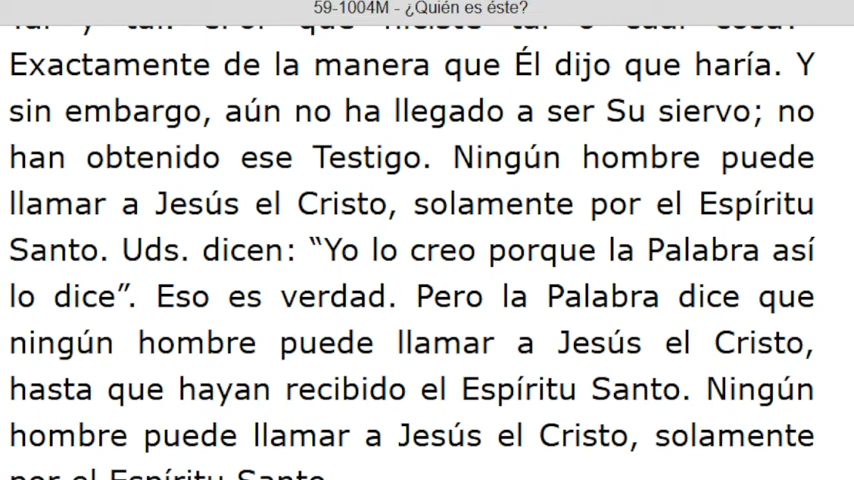 59-1004M - ¿Quién es éste?
Exactamente de la manera que Él dijo que haría. Y
sin embargo, aún no ha llegado a ser Su siervo; no
han obtenido ese Testigo. Ningún hombre puede
llamar a Jesús el Cristo, solamente por el Espíritu
Santo. Uds. dicen: “Yo lo creo porque la Palabra así
lo dice”. Eso es verdad. Pero la Palabra dice que
ningún hombre puede llamar a Jesús el Cristo,
hasta que hayan recibido el Espíritu Santo. Ningún
hombre puede llamar a Jesús el Cristo, solamente
por el Espíritu Santo